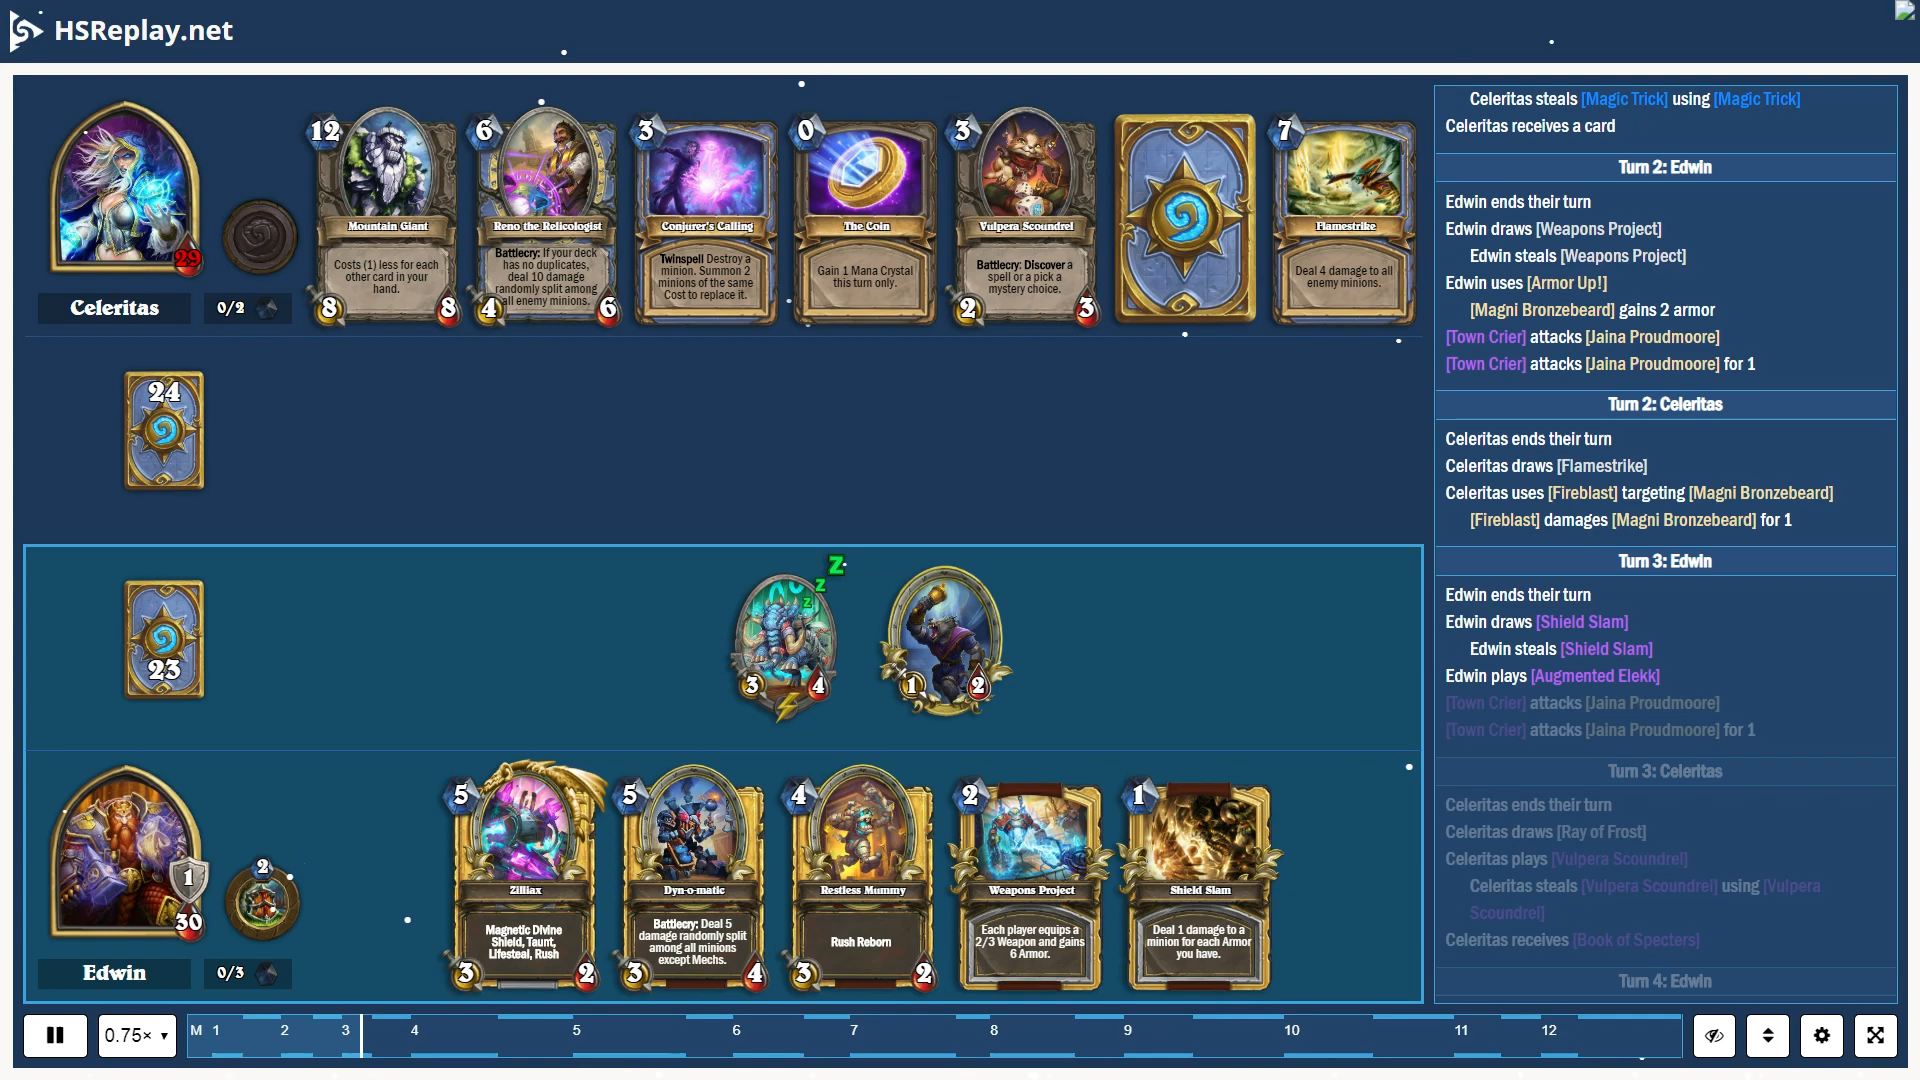 HSReplay.net
12
Mountain Giant
Costs (1) less for each
other card in your
hand.
8
8
6
Reno the Relicologist
Battlecry: If your deck
has no duplicates,
deal 10 damage
randomly split among
all enemy minions.
4
6
3
Conjurer's Calling
Twinspell Destroy a
minion. Summon 2
minions of the same
Cost to replace it.
0
The Coin
Gain 1 Mana Crystal
this turn only.
3
Vulpera Scoundrel
Battlecry: Discover a
spell or a pick a
mystery choice.
2
3
7
Flamestrike
Deal 4 damage to all
enemy minions.
29
Celeritas
0/2
24
23
Z
Z
Z
3
4
1
2
1
30
2
Edwin
0/3
5
Zilliax
Magnetic Divine
Shield, Taunt,
Lifesteal, Rush
3
2
5
Dyn-o-matic
Battlecry: Deal 5
damage randomly split
among all minions
except Mechs.
3
4
4
Restless Mummy
Rush Reborn
3
2
2
Weapons Project
Each player equips a
2/3 Weapon and gains
6 Armor.
1
Shield Slam
Deal 1 damage to a
minion for each Armor
you have.
Celeritas steals [Magic Trick] using [Magic Trick]
Celeritas receives a card
Turn 2: Edwin
Edwin ends their turn
Edwin draws [Weapons Project]
Edwin steals [Weapons Project]
Edwin uses [Armor Up!]
[Magni Bronzebeard] gains 2 armor
[Town Crier] attacks [Jaina Proudmoore]
[Town Crier] attacks [Jaina Proudmoore] for 1
Turn 2: Celeritas
Celeritas ends their turn
Celeritas draws [Flamestrike]
Celeritas uses [Fireblast] targeting [Magni Bronzebeard]
[Fireblast] damages [Magni Bronzebeard] for 1
Turn 3: Edwin
Edwin ends their turn
Edwin draws [Shield Slam]
Edwin steals [Shield Slam]
Edwin plays [Augmented Elekk]
[Town Crier] attacks [Jaina Proudmoore]
[Town Crier] attacks [Jaina Proudmoore] for 1
Turn 3: Celeritas
Celeritas ends their turn
Celeritas draws [Ray of Frost]
Celeritas plays [Vulpera Scoundrel]
Celeritas steals [Vulpera Scoundrel] using [Vulpera
Scoundrel]
Celeritas receives [Book of Specters]
Turn 4: Edwin
0.75×
M 1 2 3 4 5 6 7 8 9 10 11 12